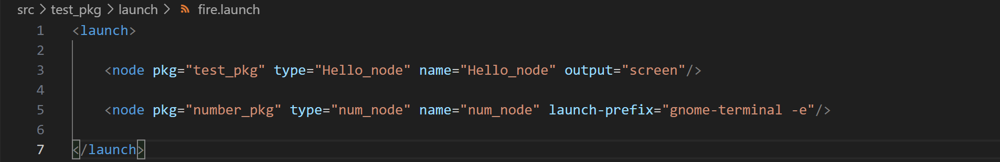 src > test_pkg > launch > fire.launch
1 <launch>
2
3 <node pkg="test_pkg" type="Hello_node" name="Hello_node" output="screen"/>
4
5 <node pkg="number_pkg" type="num_node" name="num_node" launch-prefix="gnome-terminal -e"/>
6
7 </launch>